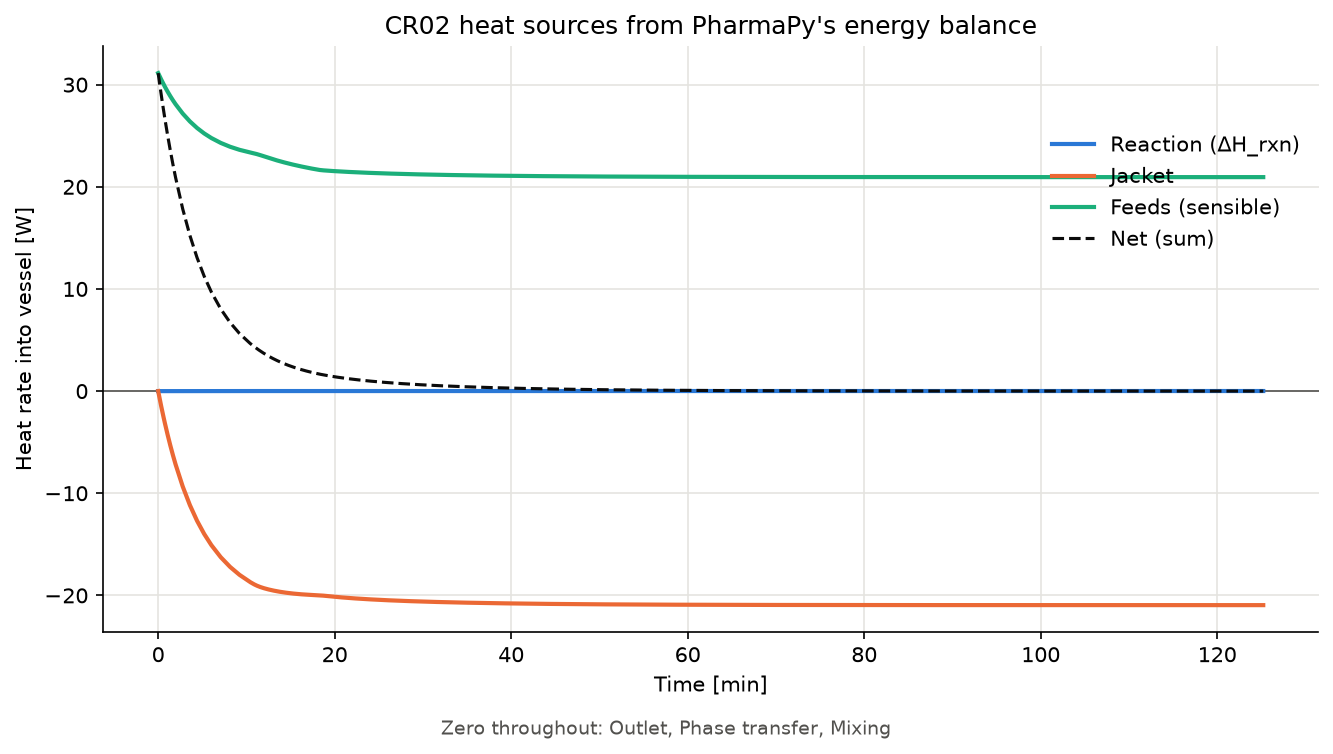 CR02 heat sources from PharmaPy's energy balance
Heat rate into vessel [W]
30
20
10
0
−10
−20
Reaction (ΔH_rxn)
Jacket
Feeds (sensible)
Net (sum)
0 20 40 60 80 100 120
Time [min]
Zero throughout: Outlet, Phase transfer, Mixing